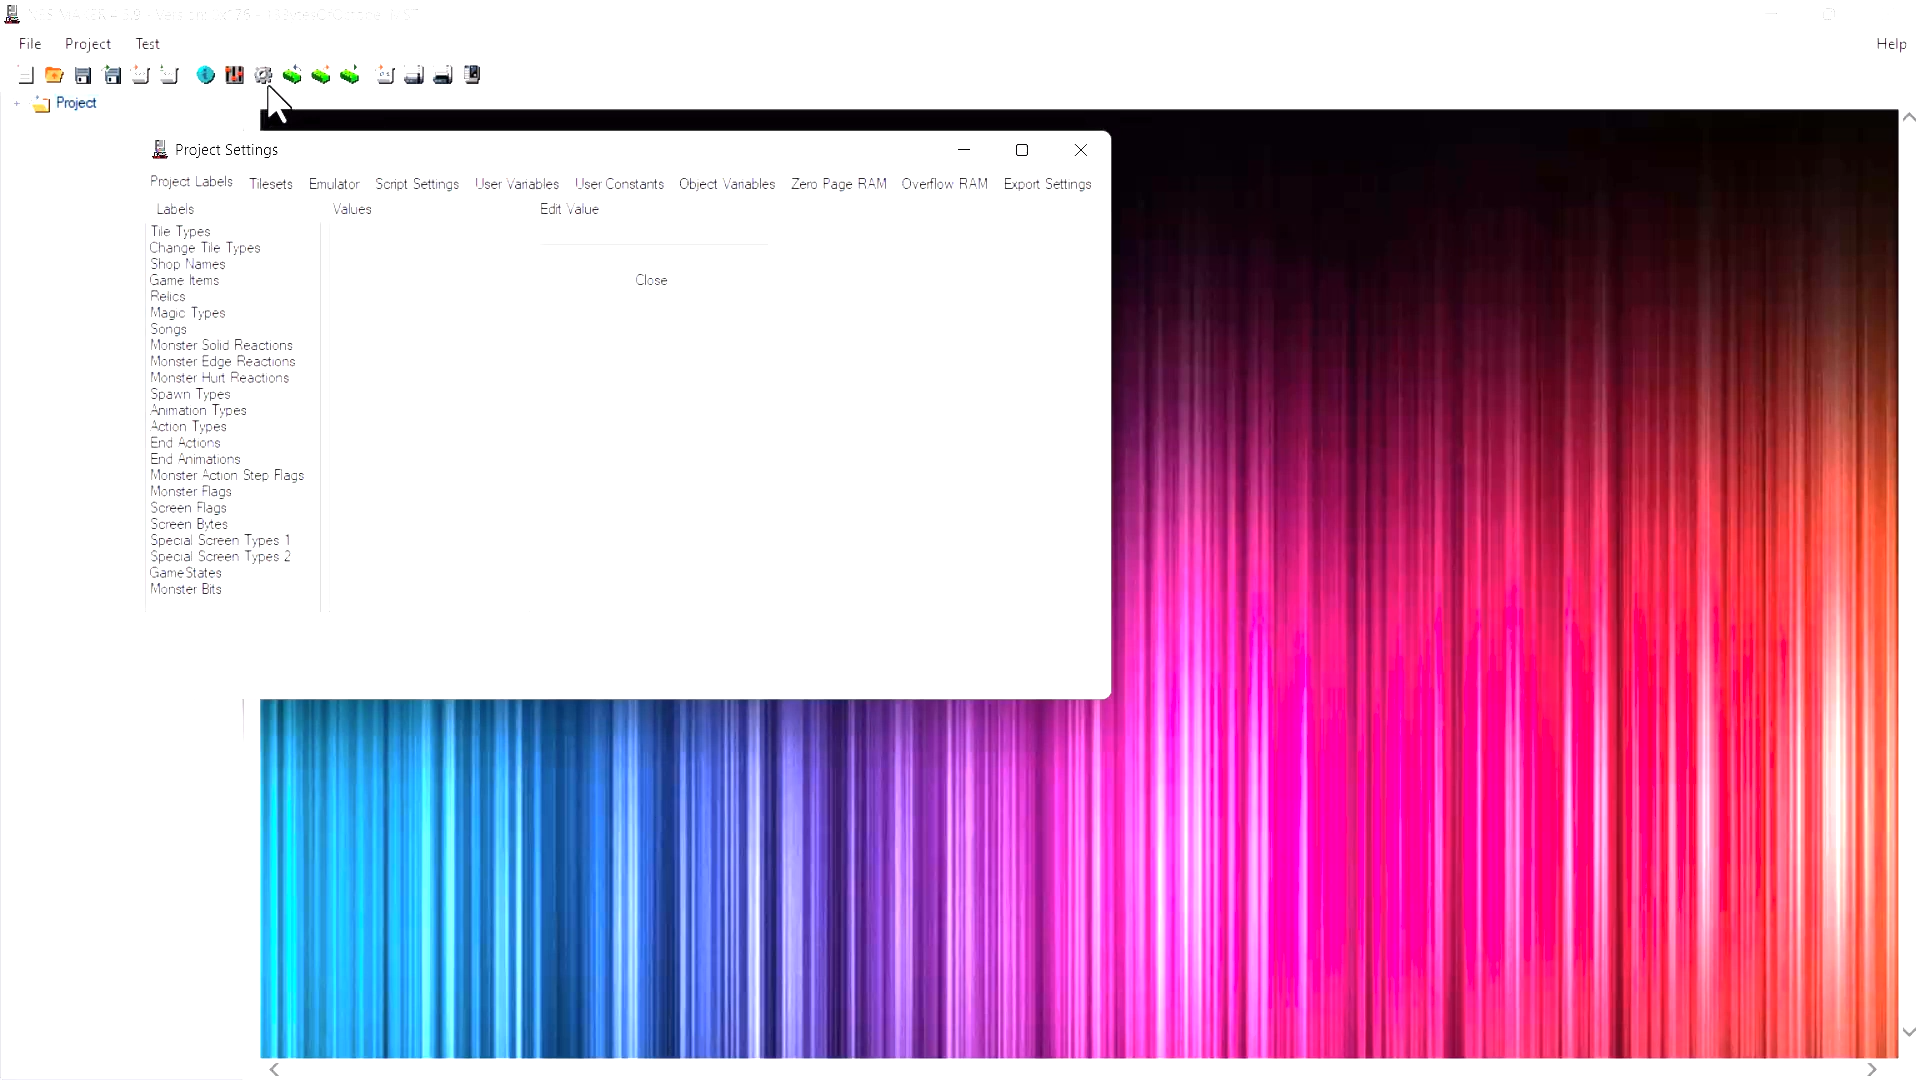 File Project Test Help
Project
Project Settings
Project Labels Tilesets Emulator Script Settings User Variables User Constants Object Variables Zero Page RAM Overflow RAM Export Settings
Labels Values Edit Value
Tile Types
Change Tile Types
Shop Names
Game Items
Close
Relics
Magic Types
Songs
Monster Solid Reactions
Monster Edge Reactions
Monster Hurt Reactions
Spawn Types
Animation Types
Action Types
End Actions
End Animations
Monster Action Step Flags
Monster Flags
Screen Flags
Screen Bytes
Special Screen Types 1
Special Screen Types 2
GameStates
Monster Bits